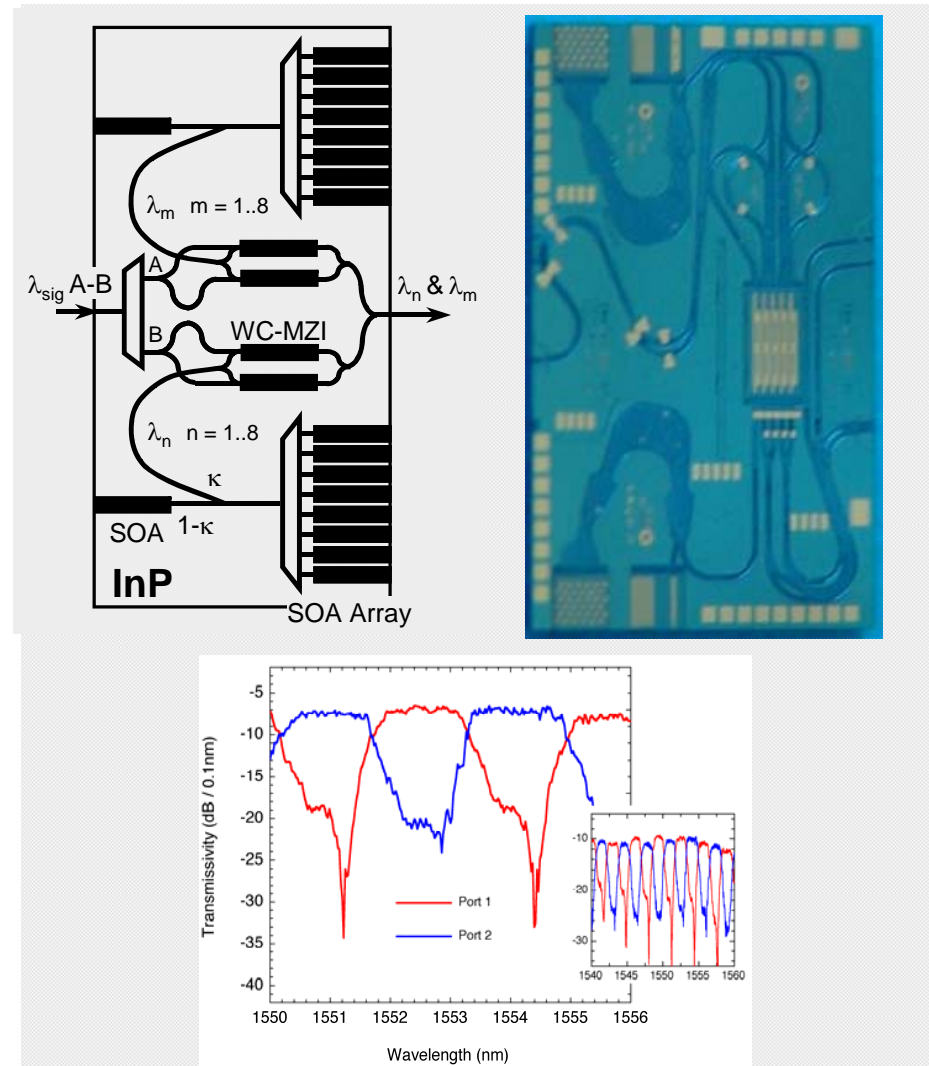 λm m = 1..8
A
λsig A-B
λn & λm
B
WC-MZI
λn n = 1..8
κ
SOA
1-κ
InP
SOA Array
-5
-10
-15
-20
-25
-30
-35
-40
Transmissivity (dB / 0.1nm)
Port 1
Port 2
1550 1551 1552 1553 1554 1555 1556
Wavelength (nm)
-10
-20
-30
1540 1545 1550 1555 1560